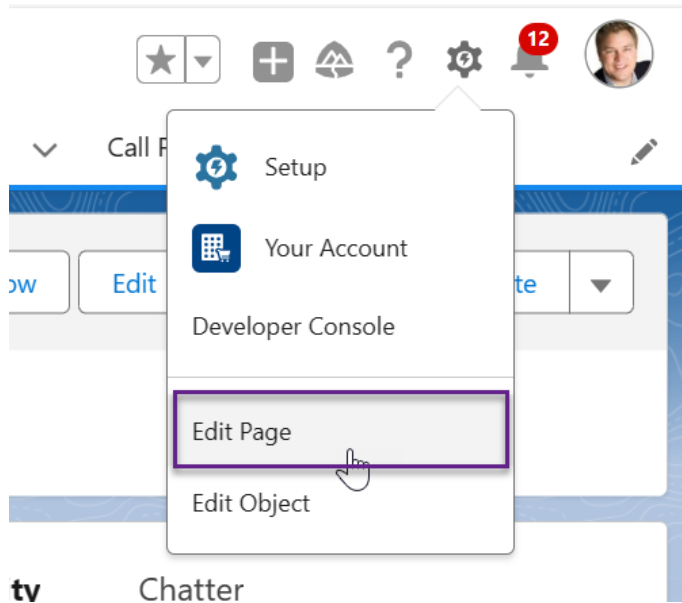 12
Call
Setup
Your Account
Edit
Developer Console
Edit Page
Edit Object
Chatter